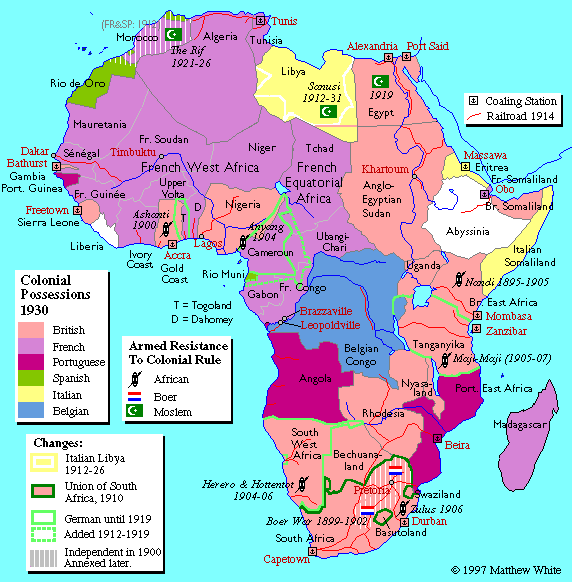 (FR&SP: 191
Morocco
The Rif
1921-26
Algeria
Tunis
Tunisia
Alexandria
Port Said
Libya
Sanusi
1912-31
1919
Egypt
Coaling Station
Railroad 1914
Rio de Oro
Mauretania
Fr. Soudan
Niger
Tchad
Dakar
Sénégal
Timbuktu
French
West Africa
French
Equatorial
Africa
Khartoum
Massawa
Eritrea
Bathurst
Gambia
Port. Guinea
Fr. Guinée
Upper
Volta
Anglo-
Egyptian
Sudan
Fr. Somaliland
Obo
Br. Somaliland
Freetown
Sierra Leone
Ashanti
1900
T
D
Nigeria
Anyang
1904
Abyssinia
Liberia
Ivory
Coast
Accra
Gold
Coast
Lagos
Cameroun
Ubangi-
Chari
Italian
Somaliland
Rio Muni
Uganda
Nandi 1895-1905
Gabon
Fr. Congo
T = Togoland
D = Dahomey
Br. East Africa
Brazzaville
Leopoldville
Mombasa
Zanzibar
Belgian
Congo
Tanganyika
Maji-Maji (1905-07)
Colonial
Possessions
1930
British
French
Portuguese
Spanish
Italian
Belgian
Armed Resistance
To Colonial Rule
African
Boer
Moslem
Angola
Nyasa-
land
Port. East Africa
Rhodesia
Madagascar
South
West
Africa
Bechuana-
land
Beira
Herero & Hottentot
1904-06
Pretoria
Swaziland
Zulus 1906
Boer War 1899-1902
Durban
Basutoland
South Africa
Capetown
Changes:
Italian Libya
1912-26
Union of South
Africa, 1910
German until 1919
Added 1912-1919
Independent in 1900
Annexed later.
© 1997 Matthew White